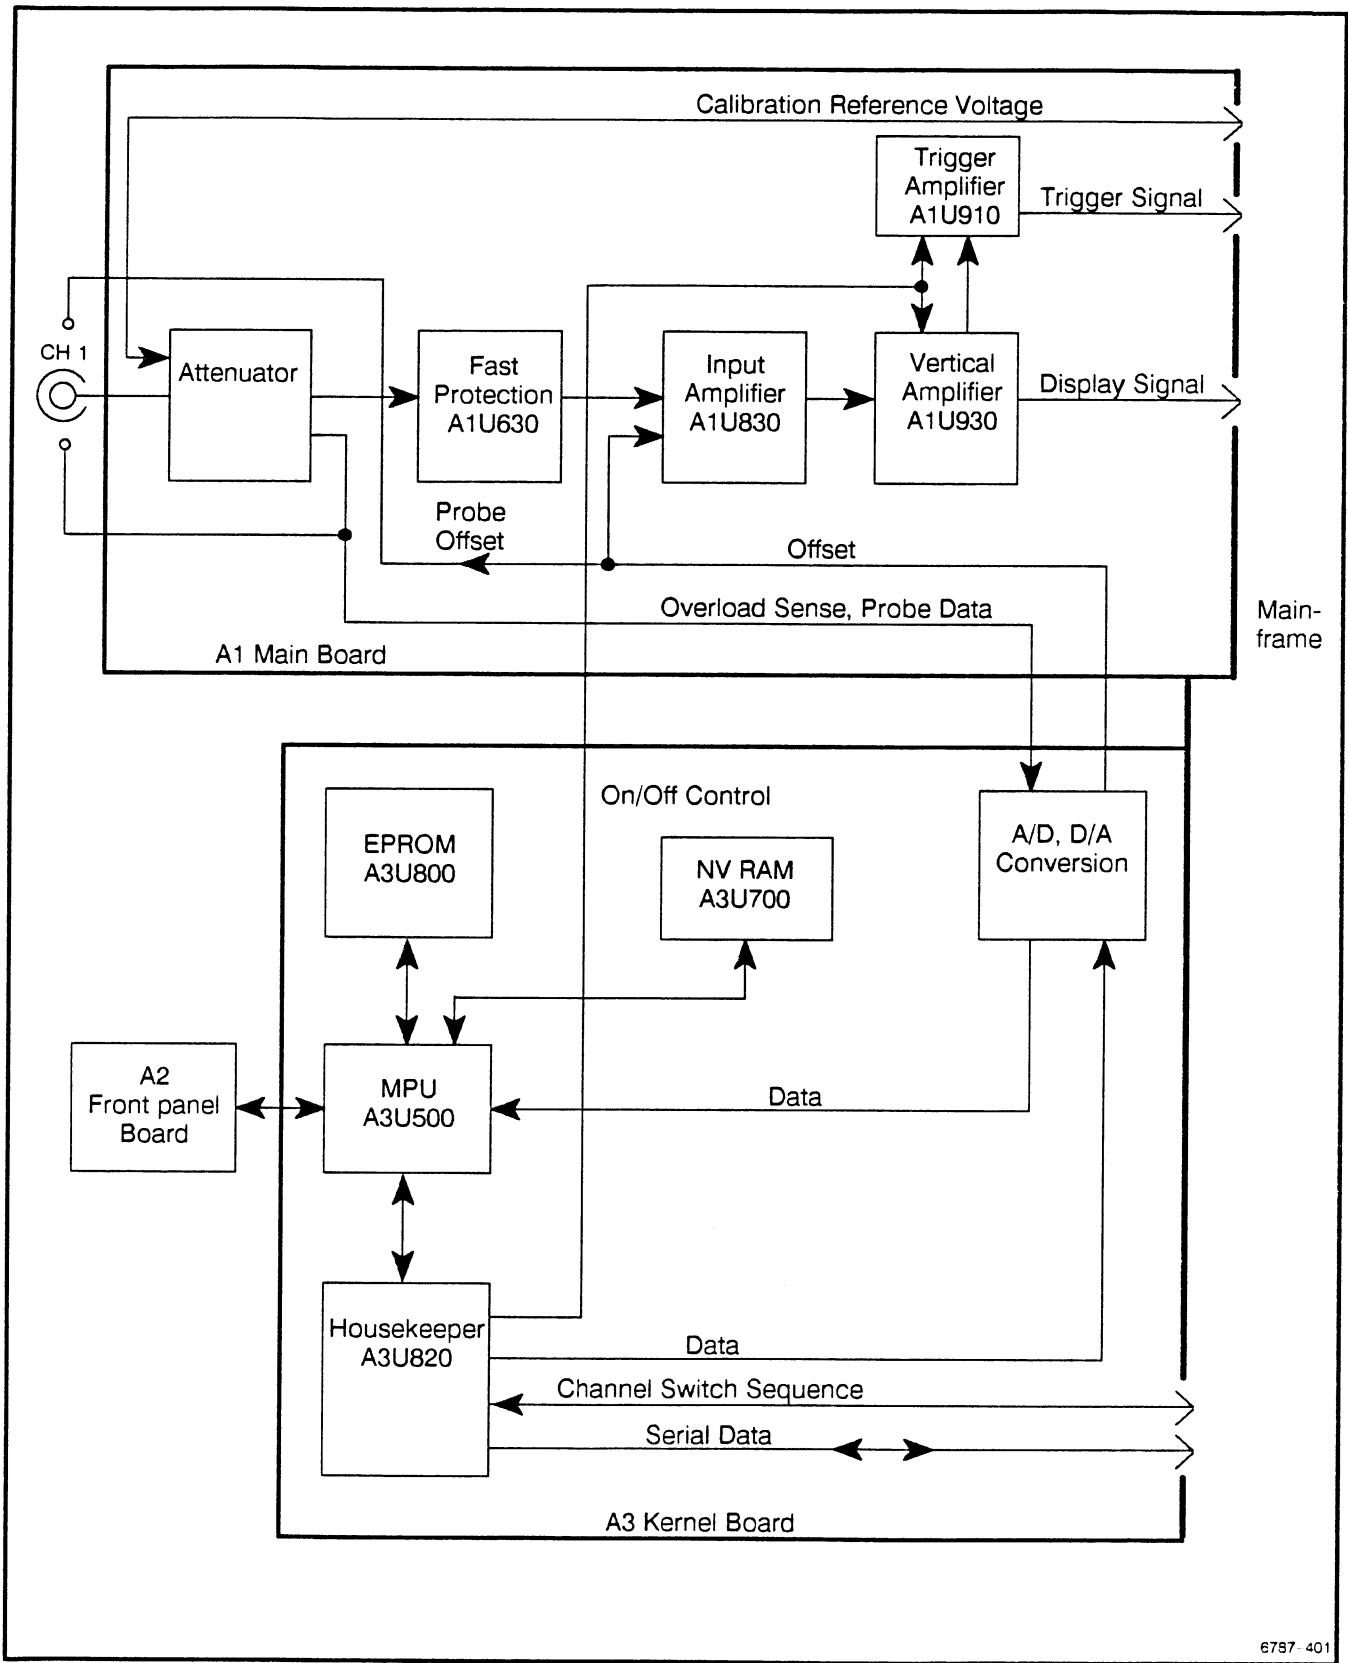 Calibration Reference Voltage
Trigger
Amplifier
A1U910
Trigger Signal
CH 1
Attenuator
Fast
Protection
A1U630
Input
Amplifier
A1U830
Vertical
Amplifier
A1U930
Display Signal
Probe
Offset
Offset
Overload Sense, Probe Data
A1 Main Board
Main-
frame
On/Off Control
EPROM
A3U800
NV RAM
A3U700
A/D, D/A
Conversion
A2
Front panel
Board
MPU
A3U500
Data
Housekeeper
A3U820
Data
Channel Switch Sequence
Serial Data
A3 Kernel Board
6787-401